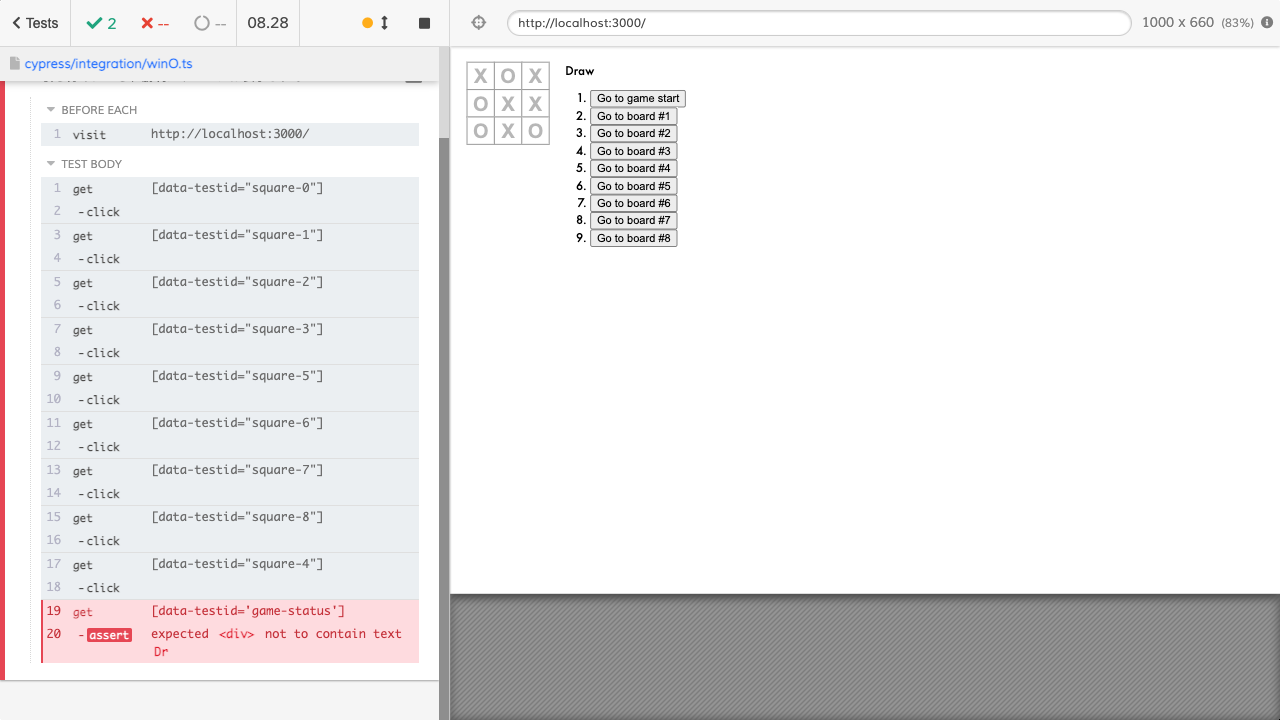 Tests 2 -- -- 08.28
cypress/integration/winO.ts
BEFORE EACH
1 visit http://localhost:3000/
TEST BODY
1 get [data-testid="square-0"]
2 -click
3 get [data-testid="square-1"]
4 -click
5 get [data-testid="square-2"]
6 -click
7 get [data-testid="square-3"]
8 -click
9 get [data-testid="square-5"]
10 -click
11 get [data-testid="square-6"]
12 -click
13 get [data-testid="square-7"]
14 -click
15 get [data-testid="square-8"]
16 -click
17 get [data-testid="square-4"]
18 -click
19 get [data-testid='game-status']
20 -assert expected <div> not to contain text
Dr
http://localhost:3000/ 1000 x 660 (83%)
X O X
O X X
O X O
Draw
1. Go to game start
2. Go to board #1
3. Go to board #2
4. Go to board #3
5. Go to board #4
6. Go to board #5
7. Go to board #6
8. Go to board #7
9. Go to board #8